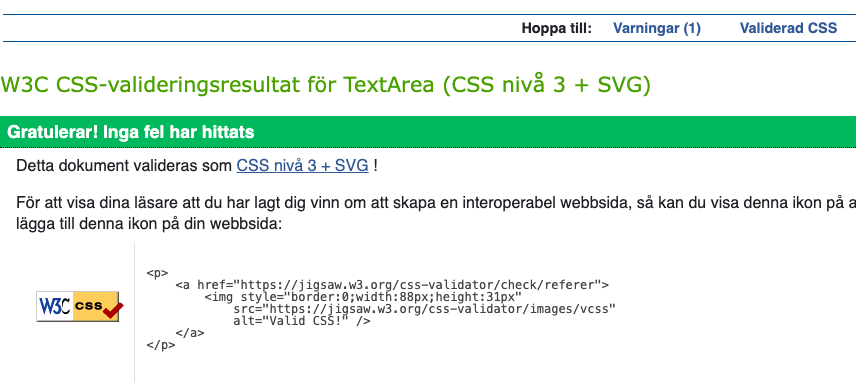 Hoppa till: Varningar (1) Validerad CSS
W3C CSS-valideringsresultat för TextArea (CSS nivå 3 + SVG)
Gratulerar! Inga fel har hittats
Detta dokument valideras som CSS nivå 3 + SVG !
För att visa dina läsare att du har lagt dig vinn om att skapa en interoperabel webbsida, så kan du visa denna ikon på
lägga till denna ikon på din webbsida:
W3C css
<p>
<a href="https://jigsaw.w3.org/css-validator/check/referer">
<img style="border:0;width:88px;height:31px"
src="https://jigsaw.w3.org/css-validator/images/vcss"
alt="Valid CSS!" />
</a>
</p>